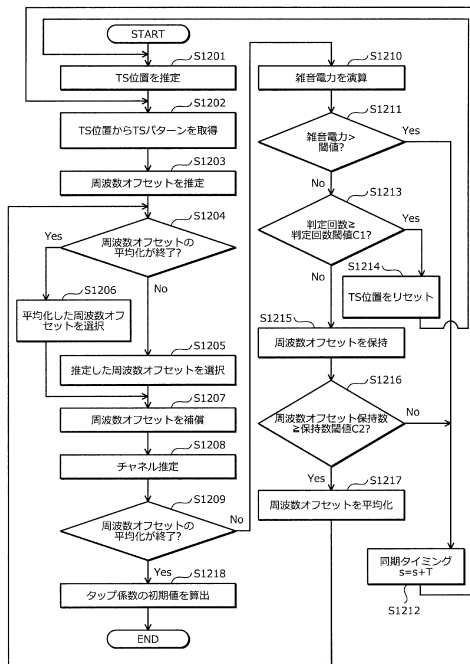 START
S1201
TS位置を推定
S1202
TS位置からTSパターンを取得
S1203
周波数オフセットを推定
S1204
周波数オフセットの
平均化が終了?
Yes
No
S1206
平均化した周波数オフ
セットを選択
S1205
推定した周波数オフセットを選択
S1207
周波数オフセットを補償
S1208
チャネル推定
S1209
周波数オフセットの
平均化が終了?
No
Yes
S1218
タップ係数の初期値を算出
END
S1210
雑音電力を演算
S1211
雑音電力>
閾値?
Yes
No
S1213
判定回数≧
判定回数閾値C1?
Yes
No
S1214
TS位置をリセット
S1215
周波数オフセットを保持
S1216
周波数オフセット保持数
≧保持数閾値C2?
No
Yes
S1217
周波数オフセットを平均化
同期タイミング
s=s+T
S1212